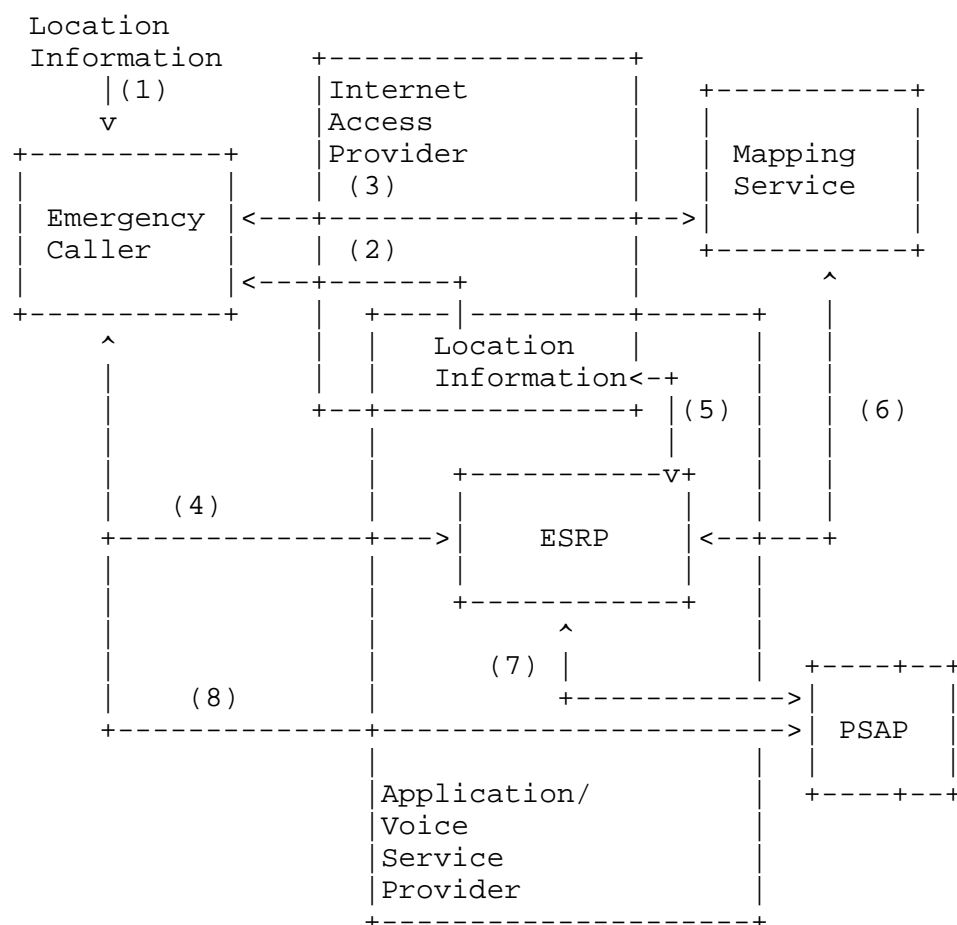 Location
Information
(1)
Internet
Access
Provider
Mapping
Service
(3)
Emergency
Caller
(2)
Location
Information
(5)
(6)
(4)
ESRP
(7)
(8)
PSAP
Application/
Voice
Service
Provider